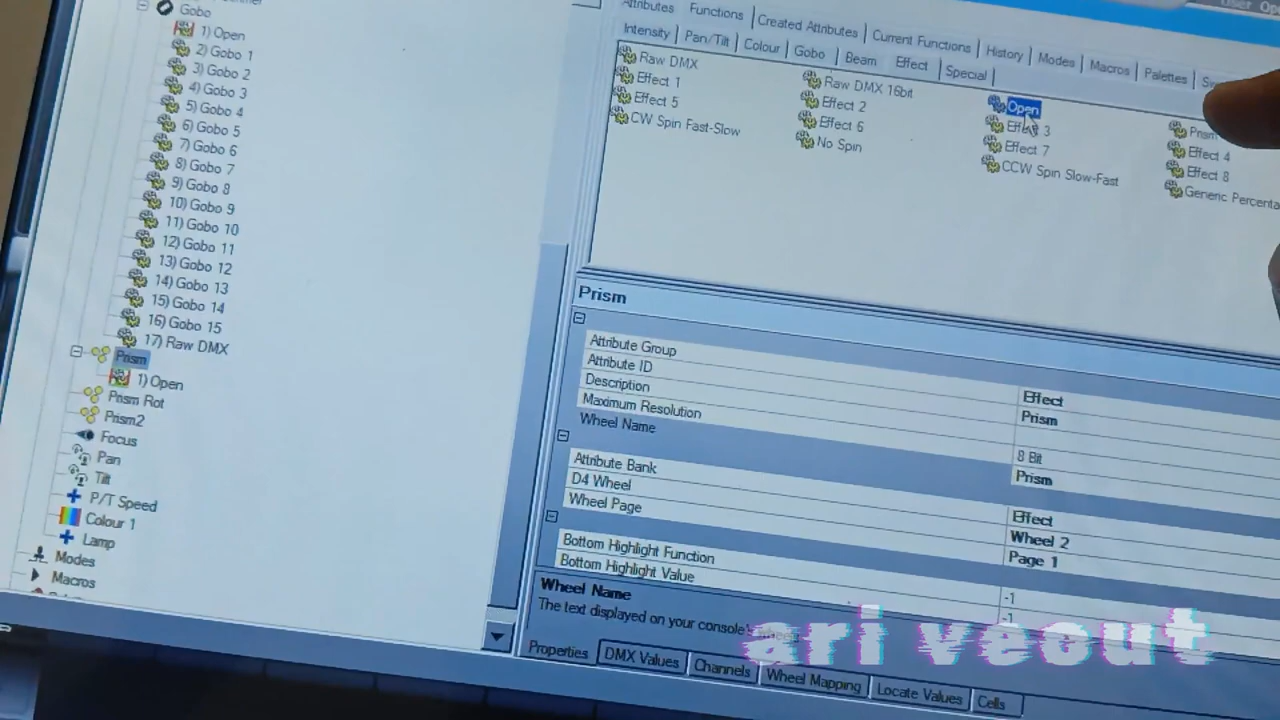 Gobo
1) Open
2) Gobo 1
3) Gobo 2
4) Gobo 3
5) Gobo 4
6) Gobo 5
7) Gobo 6
8) Gobo 7
9) Gobo 8
10) Gobo 9
11) Gobo 10
12) Gobo 11
13) Gobo 12
14) Gobo 13
15) Gobo 14
16) Gobo 15
17) Raw DMX
Prism
1) Open
Prism Rot
Prism2
Focus
Pan
Tilt
P/T Speed
Colour 1
Lamp
Modes
Macros
Attributes Functions Created Attributes Current Functions History Modes Macros Palettes
Intensity Pan/Tilt Colour Gobo Beam Effect Special
Raw DMX Raw DMX 16bit Open
Effect 1 Effect 2 Effect 3 Effect 4
Effect 5 Effect 6 Effect 7 Effect 8
CW Spin Fast-Slow No Spin CCW Spin Slow-Fast Generic
Prism
Attribute Group Effect
Attribute ID Prism
Description
Maximum Resolution 8 Bit
Wheel Name Prism
Attribute Bank Effect
D4 Wheel Wheel 2
Wheel Page Page 1
Bottom Highlight Function -1
Bottom Highlight Value -1
Wheel Name
The text displayed on your console's
Properties DMX Values Channels Wheel Mapping Locate Values Cells
ari veout